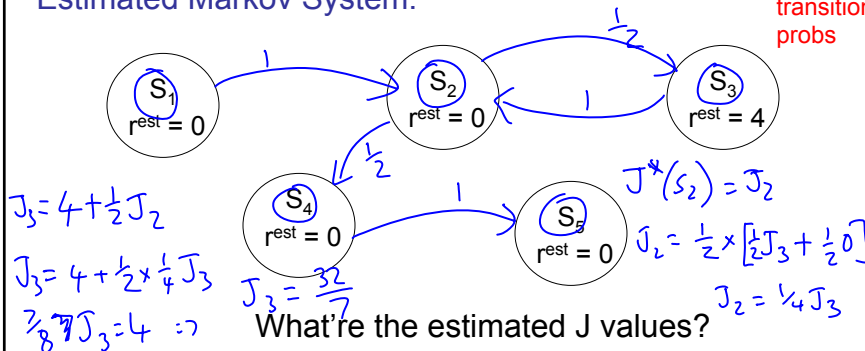 Estimated Markov System:
transition
probs
1
1/2
S₁
rᵉˢᵗ = 0
S₂
rᵉˢᵗ = 0
1
S₃
rᵉˢᵗ = 4
1/2
1
S₄
rᵉˢᵗ = 0
S₅
rᵉˢᵗ = 0
J*(S₂) = J₂
J₂ = 1/2 × [1/2 J₃ + 1/2 0]
J₂ = 1/4 J₃
J₃ = 4 + 1/2 J₂
J₃ = 4 + 1/2 × 1/4 J₃
7/8 J₃ = 4 =>
J₃ = 32/7
What're the estimated J values?